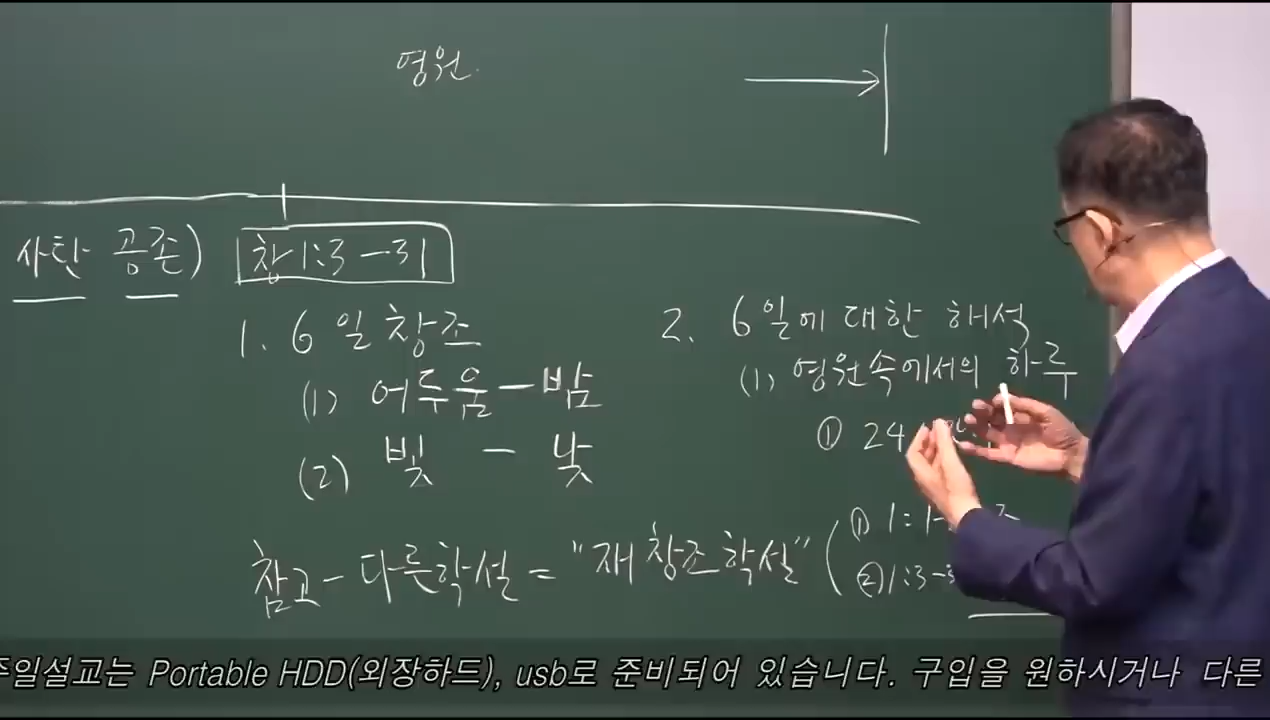 영원
사탄 공존) 창1:3-31
1. 6일 창조
(1) 어두움-밤
(2) 빛 - 낮
2. 6일에 대한 해석
(1) 영원속에서의 하루
① 24
참고-다른학설 = "재창조학설" (
① 1:1-
② 1:3-3
주일설교는 Portable HDD(외장하드), usb로 준비되어 있습니다. 구입을 원하시거나 다른